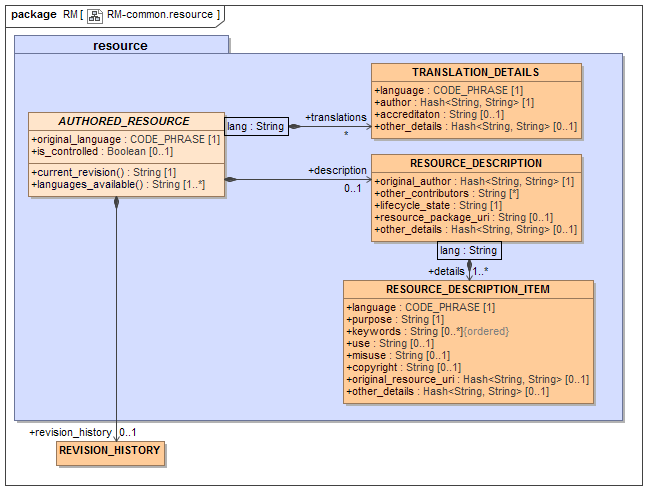 package RM [ RM-common.resource ]
resource
AUTHORED_RESOURCE
+original_language : CODE_PHRASE [1]
+is_controlled : Boolean [0..1]
+current_revision() : String [1]
+languages_available() : String [1..*]
lang : String
+translations
*
TRANSLATION_DETAILS
+language : CODE_PHRASE [1]
+author : Hash<String, String> [1]
+accreditaton : String [0..1]
+other_details : Hash<String, String> [0..1]
+description
0..1
RESOURCE_DESCRIPTION
+original_author : Hash<String, String> [1]
+other_contributors : String [*]
+lifecycle_state : String [1]
+resource_package_uri : String [0..1]
+other_details : Hash<String, String> [0..1]
lang : String
+details 1..*
RESOURCE_DESCRIPTION_ITEM
+language : CODE_PHRASE [1]
+purpose : String [1]
+keywords : String [0..*]{ordered}
+use : String [0..1]
+misuse : String [0..1]
+copyright : String [0..1]
+original_resource_uri : Hash<String, String> [0..1]
+other_details : Hash<String, String> [0..1]
+revision_history 0..1
REVISION_HISTORY